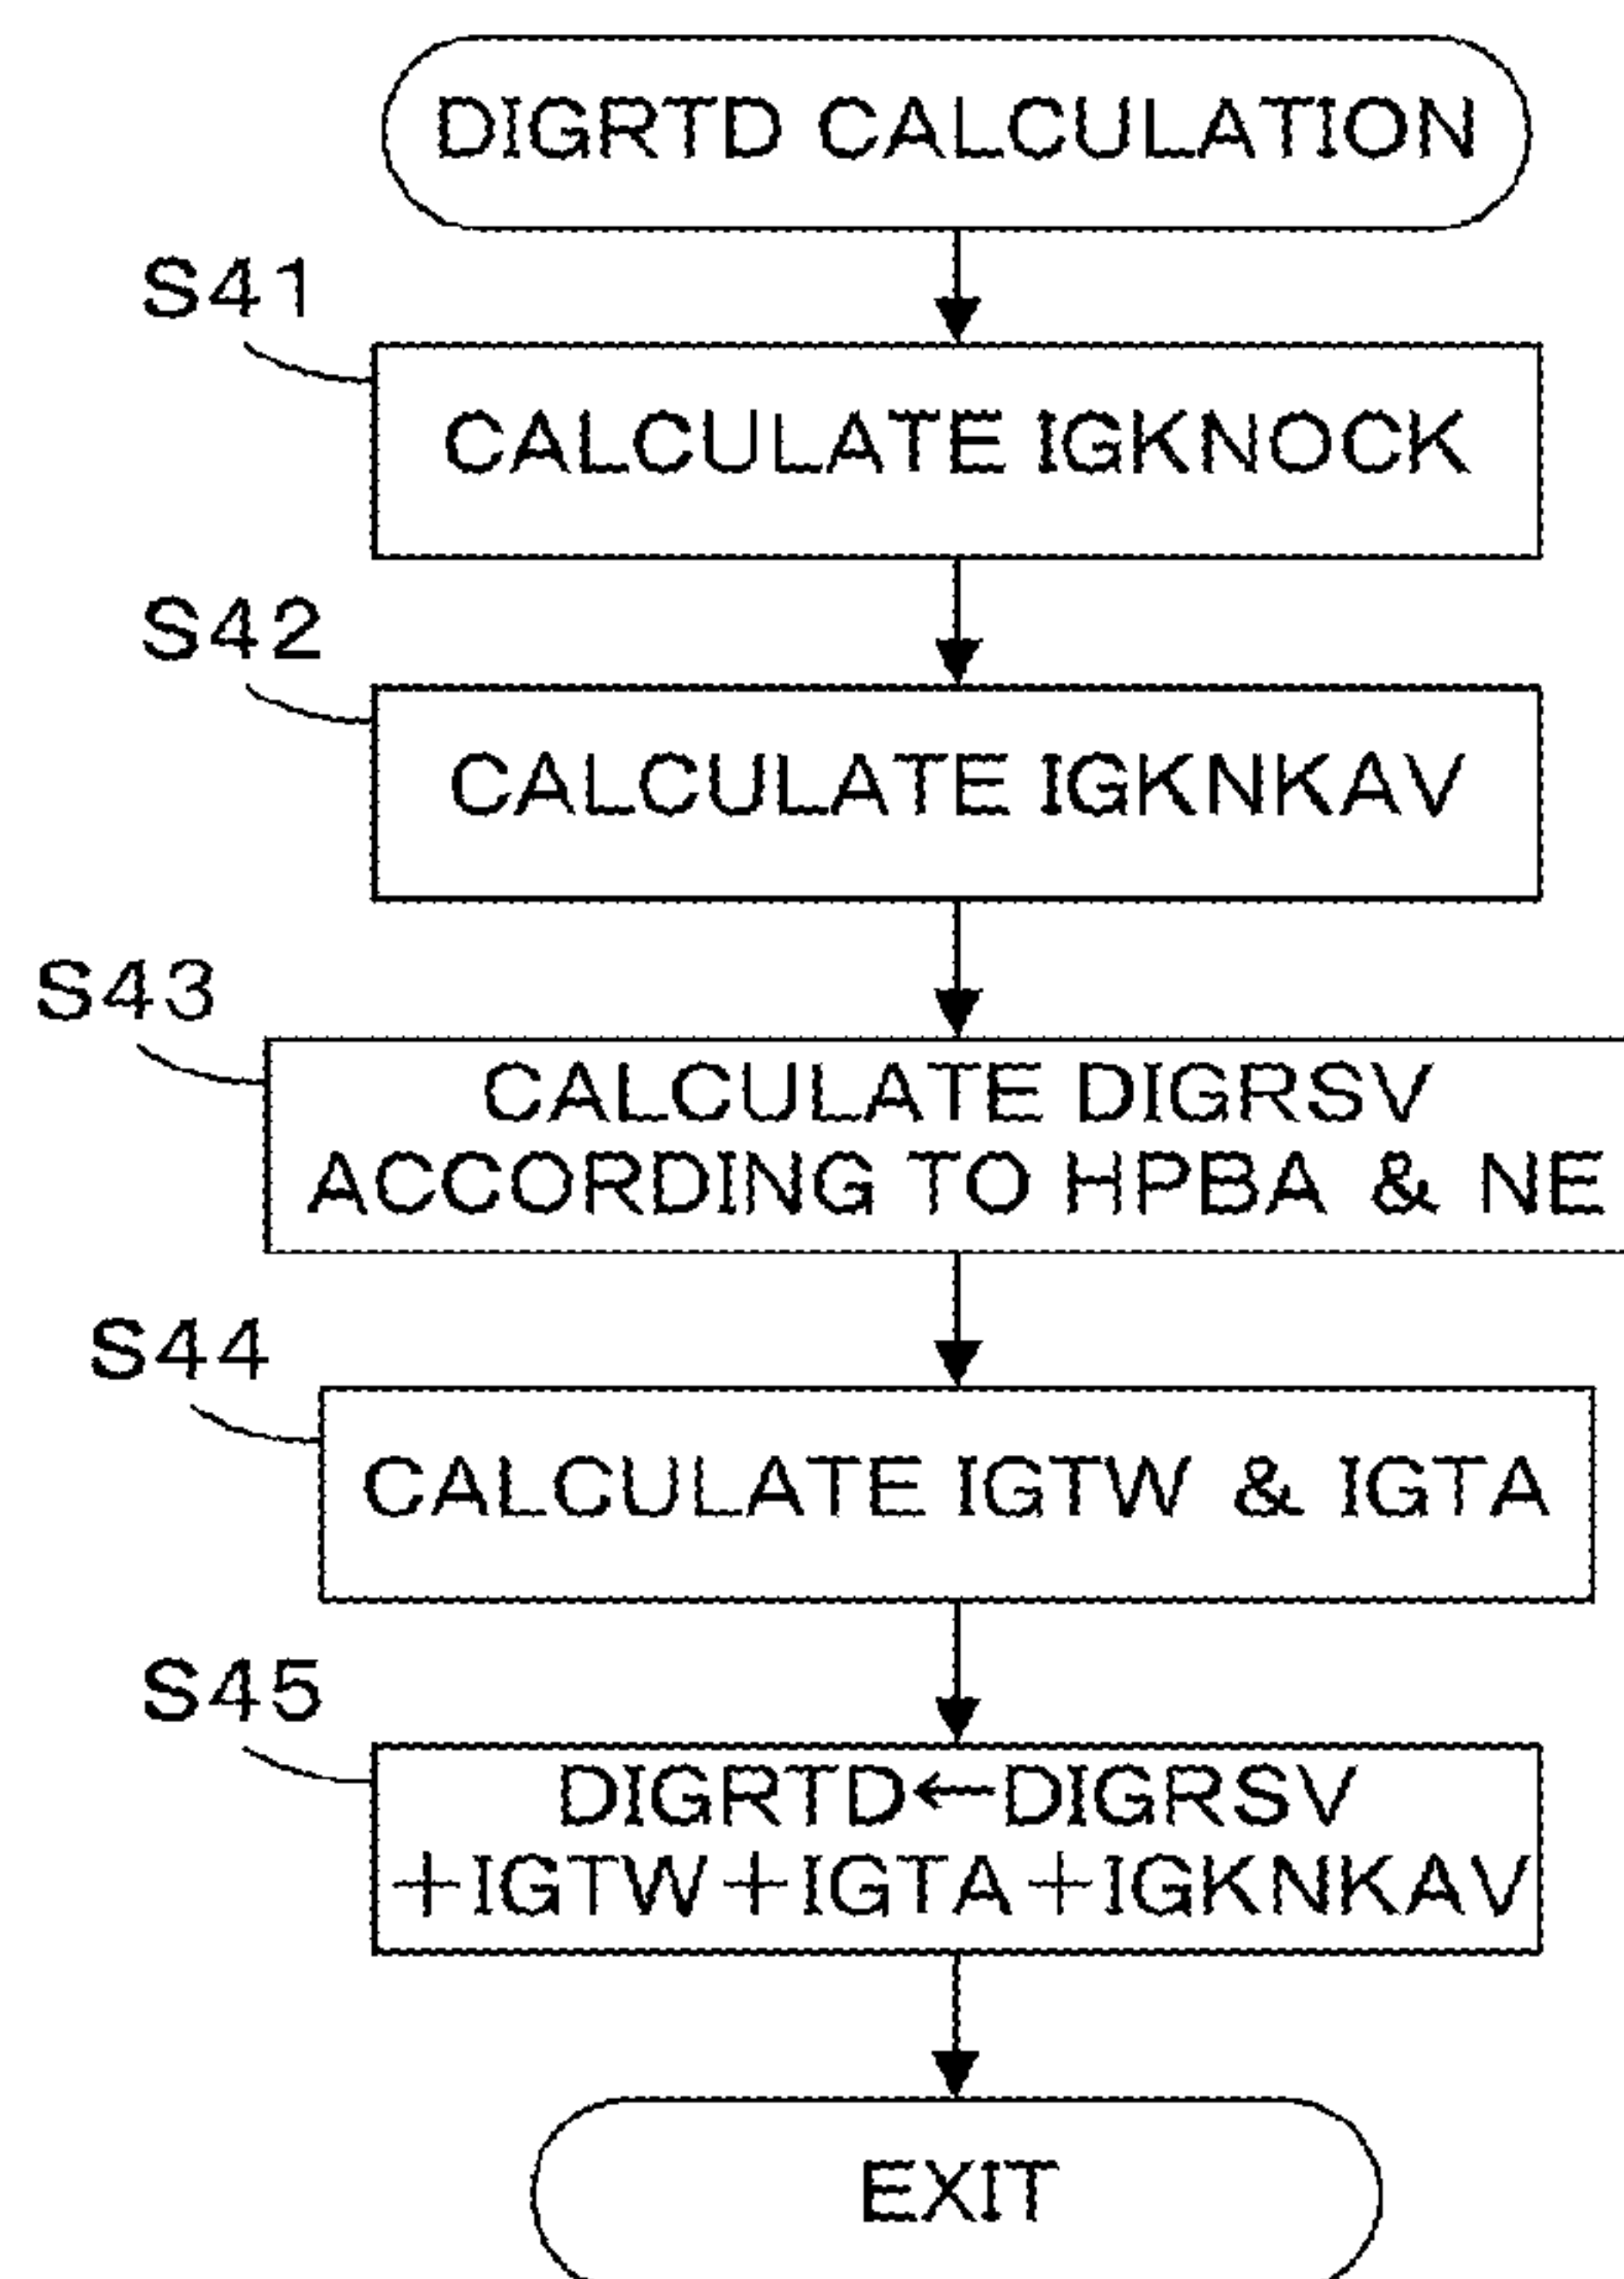 DIGRTD CALCULATION
S41
CALCULATE IGKNOCK
S42
CALCULATE IGKNKAV
S43
CALCULATE DIGRSV
ACCORDING TO HPBA & NE
S44
CALCULATE IGTW & IGTA
S45
DIGRTD←DIGRSV
+IGTW+IGTA+IGKNKAV
EXIT